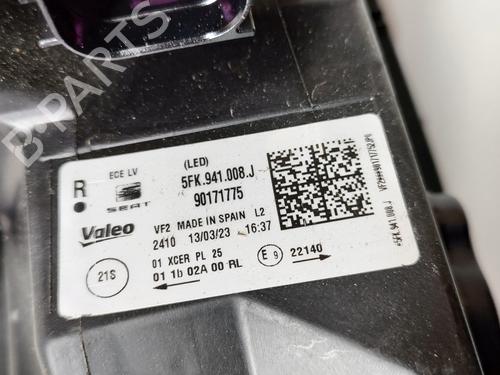 B-PARTS
ECE LV
(LED)
R
SEAT
5FK.941.008.J
90171775
Valeo
VF2 MADE IN SPAIN L2
2410 13/03/23 16:37
21S
01 XCER PL 25
01 1b 02A 00 RL
E 9 22140